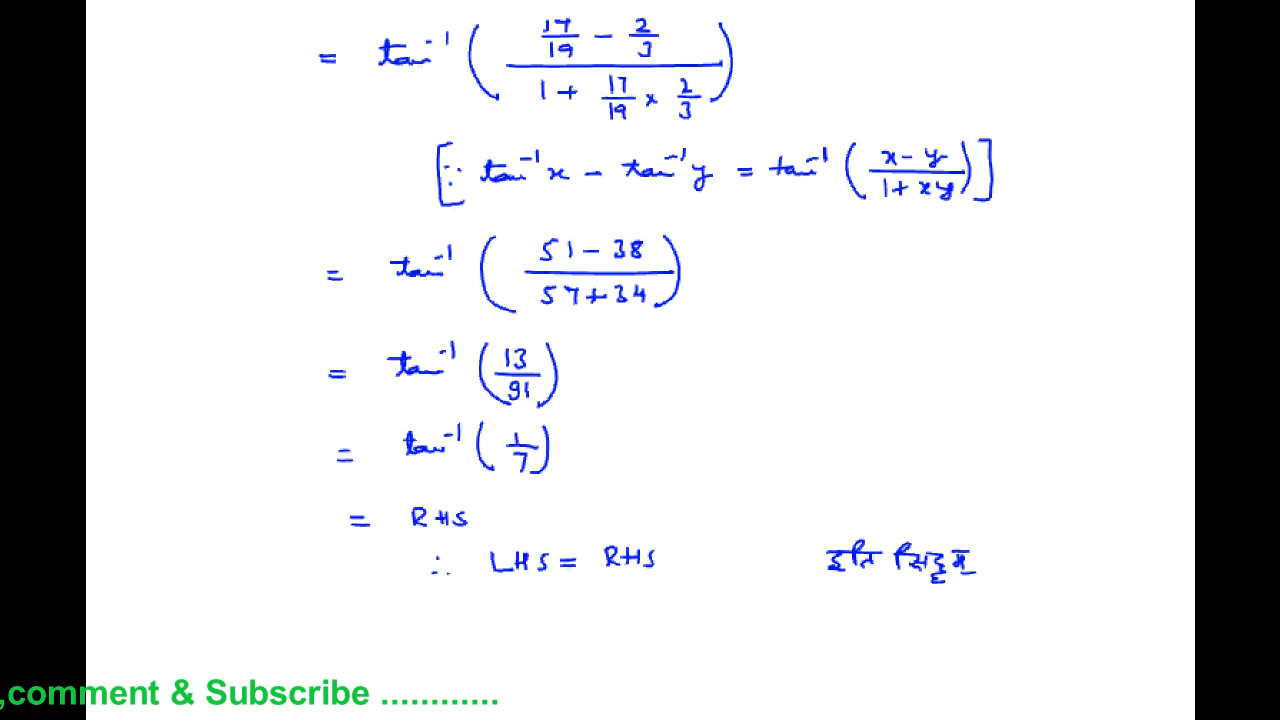 = tan⁻¹ ( (17/19 − 2/3) / (1 + 17/19 × 2/3) )
[∵ tan⁻¹x − tan⁻¹y = tan⁻¹ ( (x − y) / (1 + xy) )]
= tan⁻¹ ( (51 − 38) / (57 + 34) )
= tan⁻¹ (13/91)
= tan⁻¹ (1/7)
= RHS
∴ LHS = RHS इति सिद्धम्
,comment & Subscribe ............